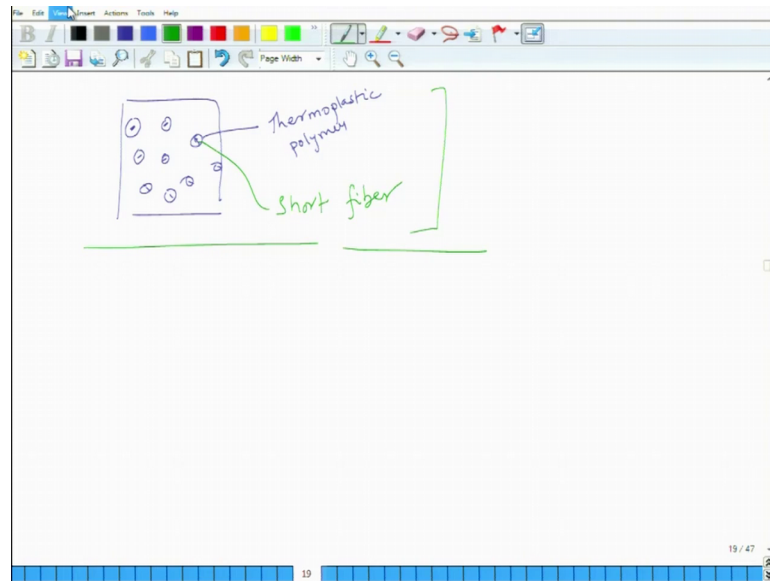 File Edit View Insert Actions Tools Help
B I
Page Width
Thermoplastic
polymer
Short fiber
19 / 47
19